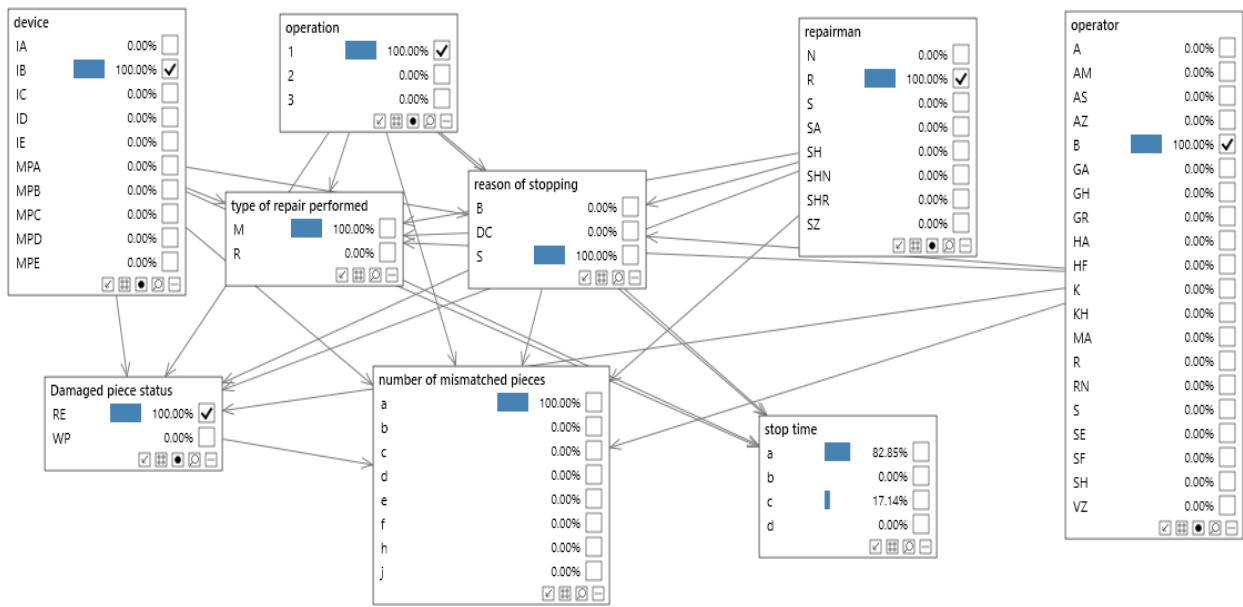 device
IA 0.00%
IB 100.00%
IC 0.00%
ID 0.00%
IE 0.00%
MPA 0.00%
MPB 0.00%
MPC 0.00%
MPD 0.00%
MPE 0.00%
operation
1 100.00%
2 0.00%
3 0.00%
repairman
N 0.00%
R 100.00%
S 0.00%
SA 0.00%
SH 0.00%
SHN 0.00%
SHR 0.00%
SZ 0.00%
operator
A 0.00%
AM 0.00%
AS 0.00%
AZ 0.00%
B 100.00%
GA 0.00%
GH 0.00%
GR 0.00%
HA 0.00%
HF 0.00%
K 0.00%
KH 0.00%
MA 0.00%
R 0.00%
RN 0.00%
S 0.00%
SE 0.00%
SF 0.00%
SH 0.00%
VZ 0.00%
type of repair performed
M 100.00%
R 0.00%
reason of stopping
B 0.00%
DC 0.00%
S 100.00%
Damaged piece status
RE 100.00%
WP 0.00%
number of mismatched pieces
a 100.00%
b 0.00%
c 0.00%
d 0.00%
e 0.00%
f 0.00%
h 0.00%
j 0.00%
stop time
a 82.85%
b 0.00%
c 17.14%
d 0.00%